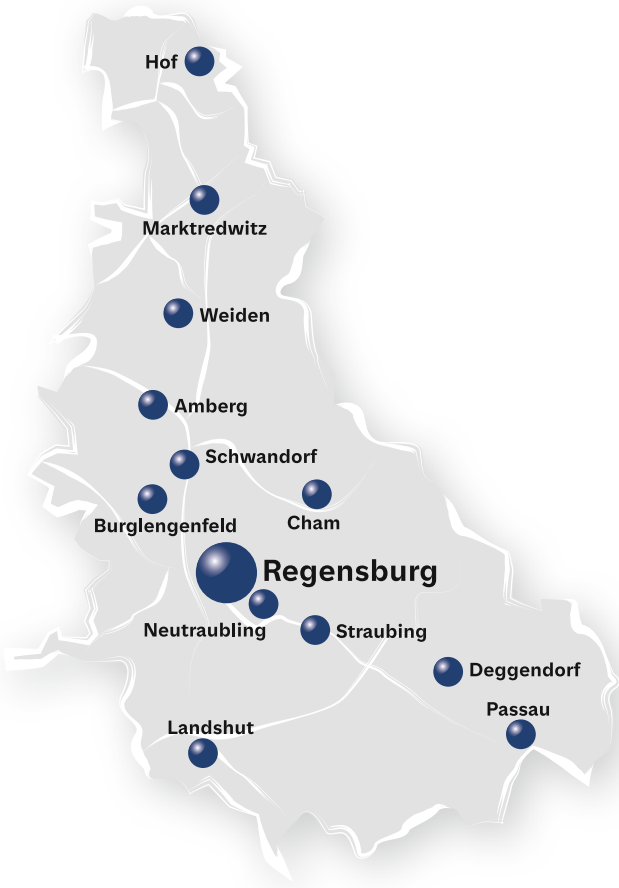 Hof
Marktredwitz
Weiden
Amberg
Schwandorf
Burglengenfeld
Cham
Regensburg
Neutraubling
Straubing
Deggendorf
Passau
Landshut